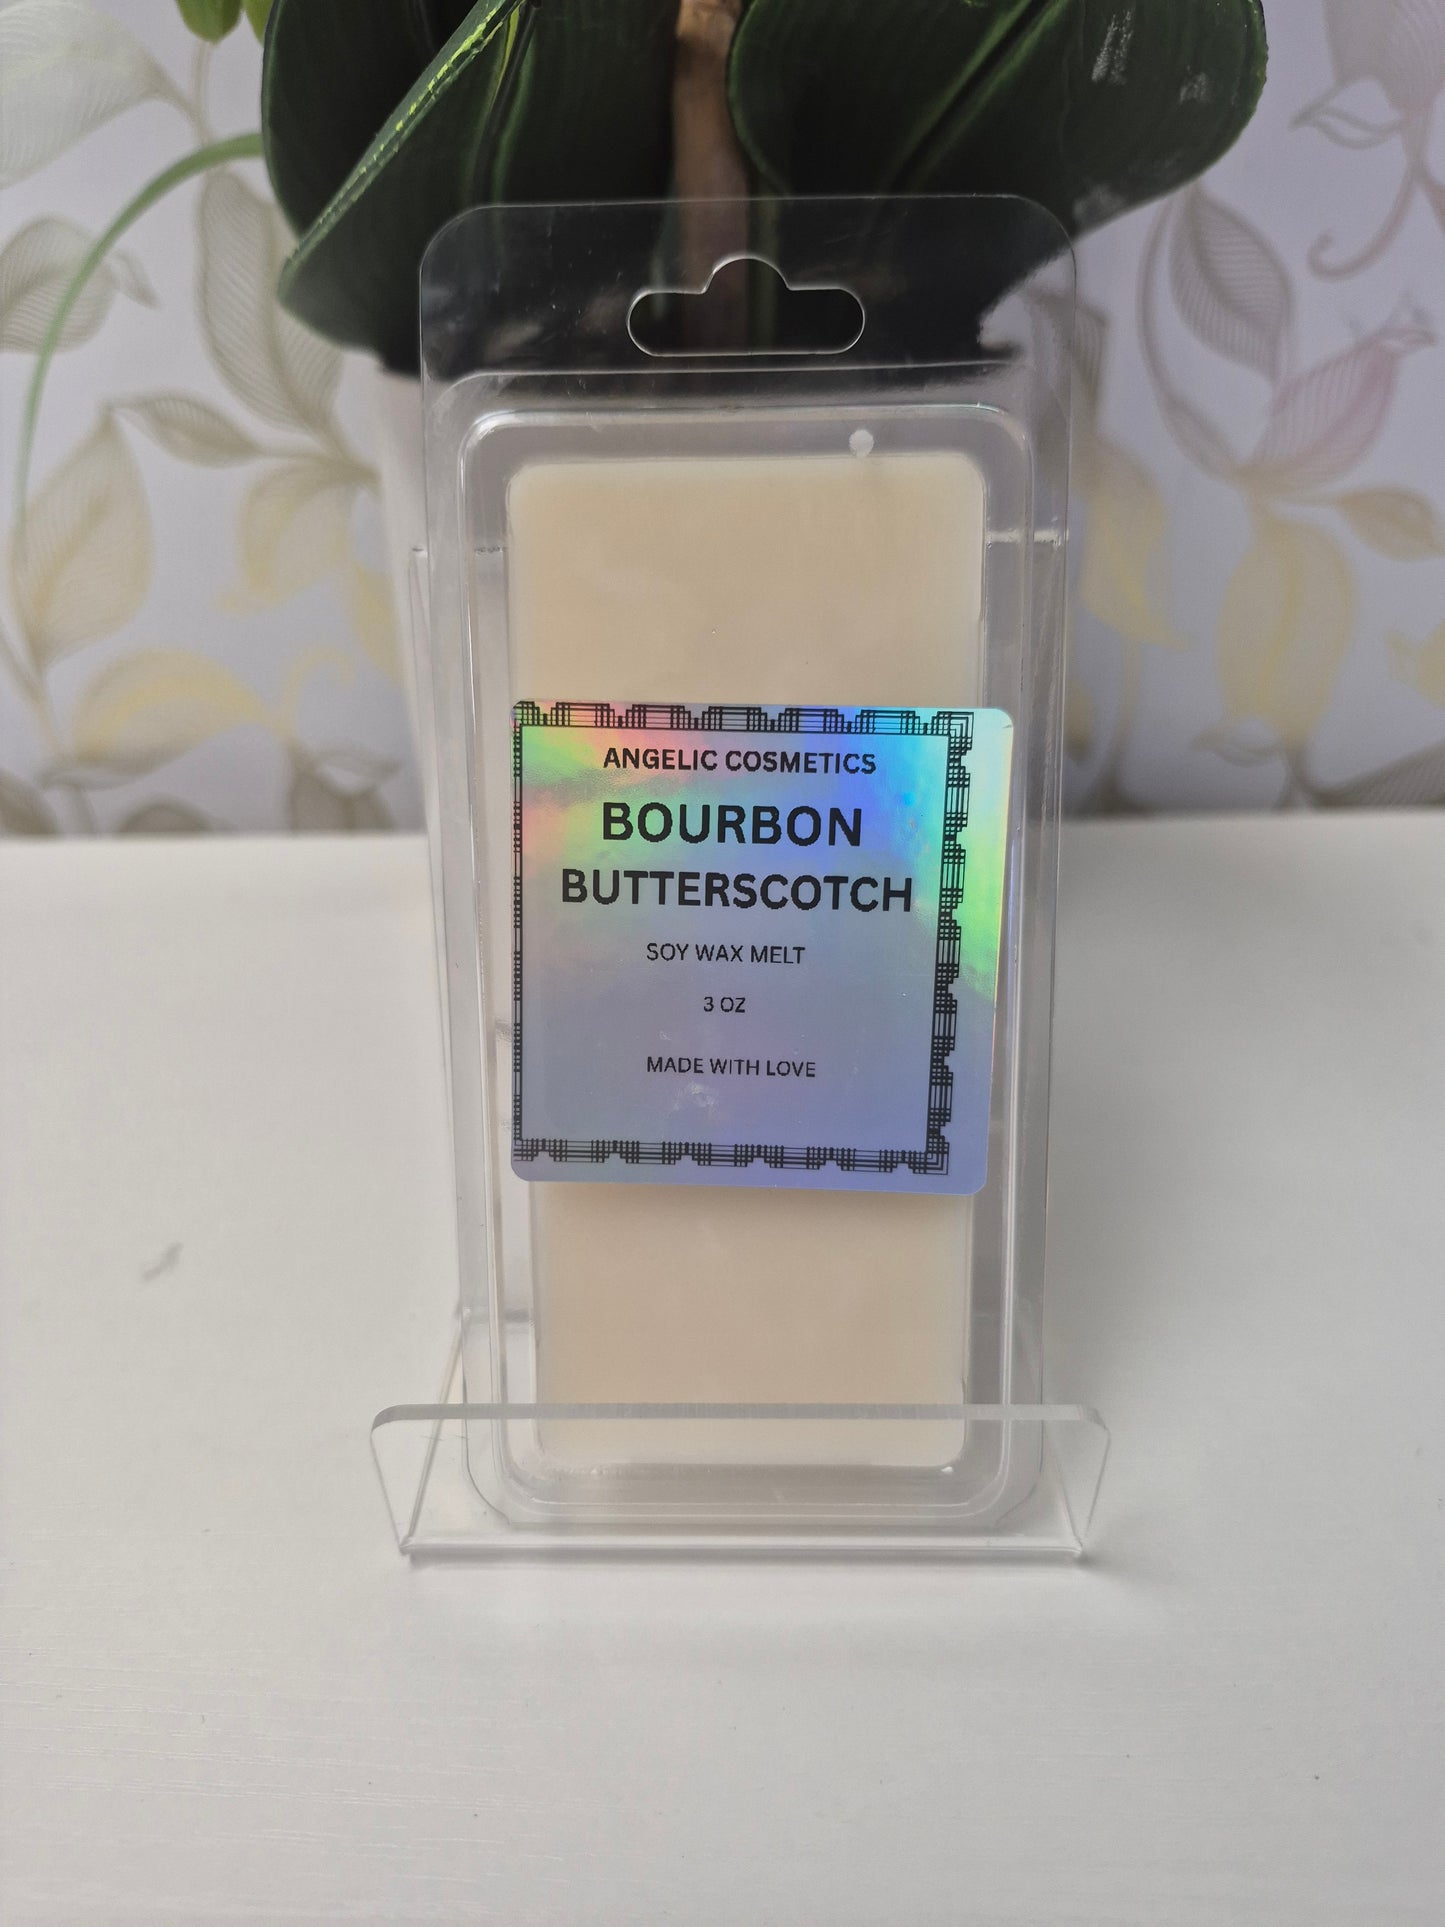 ANGELIC COSMETICS
BOURBON
BUTTERSCOTCH
SOY WAX MELT
3 OZ
MADE WITH LOVE